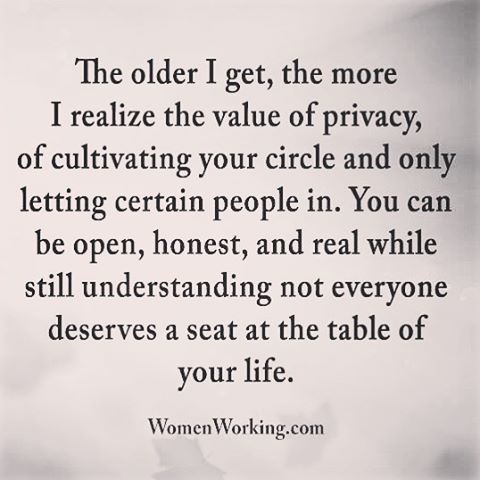 The older I get, the more
I realize the value of privacy,
of cultivating your circle and only
letting certain people in. You can
be open, honest, and real while
still understanding not everyone
deserves a seat at the table of
your life.
WomenWorking.com